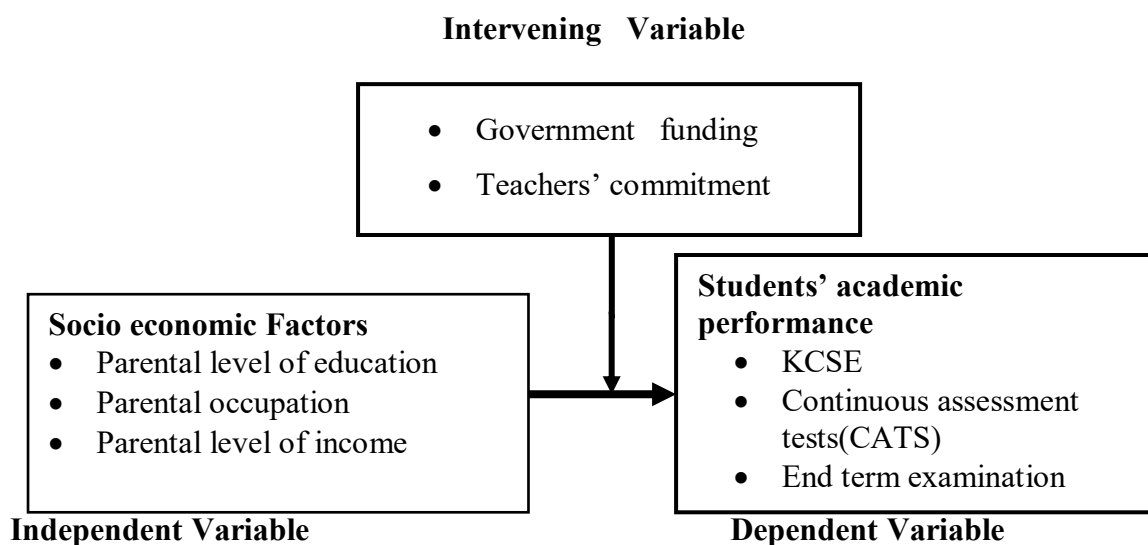 Intervening Variable
• Government funding
• Teachers’ commitment
Socio economic Factors
• Parental level of education
• Parental occupation
• Parental level of income
Independent Variable
Students’ academic
performance
• KCSE
• Continuous assessment
tests(CATS)
• End term examination
Dependent Variable